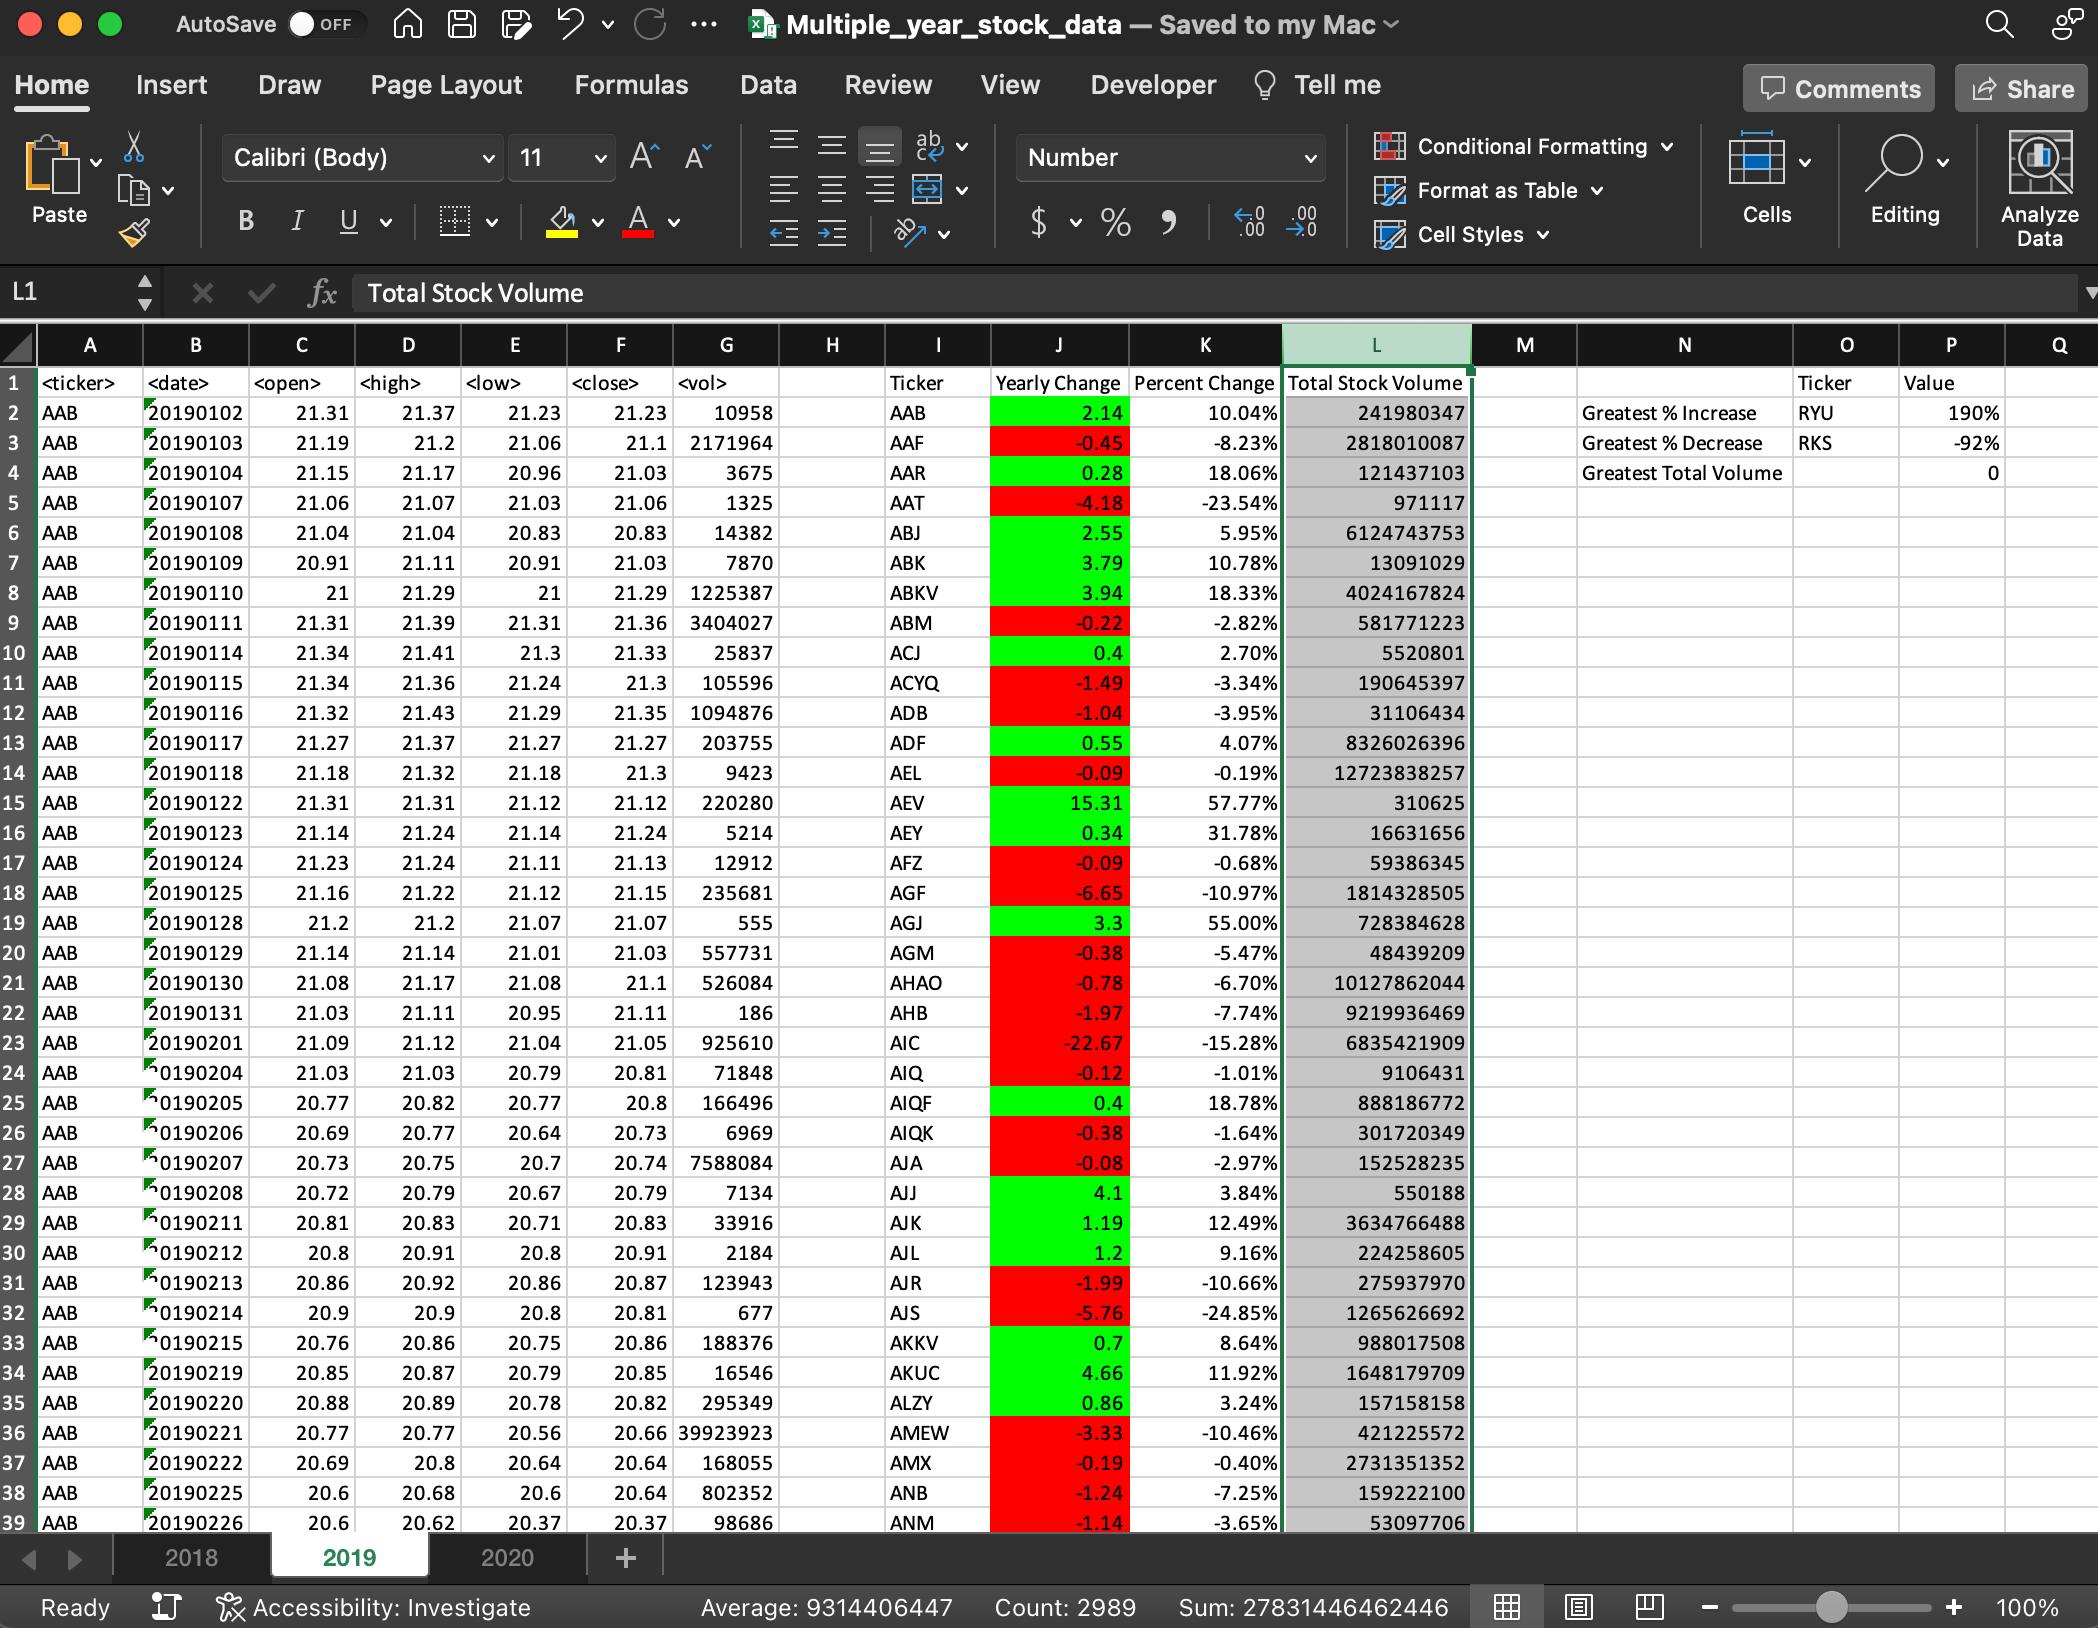 AutoSave OFF Multiple_year_stock_data — Saved to my Mac
Home Insert Draw Page Layout Formulas Data Review View Developer Tell me Comments Share
Paste
Calibri (Body) 11
B I U A
Number
$ % 9
Conditional Formatting
Format as Table
Cell Styles
Cells
Editing
Analyze Data
L1 fx Total Stock Volume
A B C D E F G H I J K L M N O P Q
1 <ticker> <date> <open> <high> <low> <close> <vol> Ticker Yearly Change Percent Change Total Stock Volume Ticker Value
2 AAB 20190102 21.31 21.37 21.23 21.23 10958 AAB 2.14 10.04% 241980347 Greatest % Increase RYU 190%
3 AAB 20190103 21.19 21.2 21.06 21.1 2171964 AAF -0.45 -8.23% 2818010087 Greatest % Decrease RKS -92%
4 AAB 20190104 21.15 21.17 20.96 21.03 3675 AAR 0.28 18.06% 121437103 Greatest Total Volume 0
5 AAB 20190107 21.06 21.07 21.03 21.06 1325 AAT -4.18 -23.54% 971117
6 AAB 20190108 21.04 21.04 20.83 20.83 14382 ABJ 2.55 5.95% 6124743753
7 AAB 20190109 20.91 21.11 20.91 21.03 7870 ABK 3.79 10.78% 13091029
8 AAB 20190110 21 21.29 21 21.29 1225387 ABKV 3.94 18.33% 4024167824
9 AAB 20190111 21.31 21.39 21.31 21.36 3404027 ABM -0.22 -2.82% 581771223
10 AAB 20190114 21.34 21.41 21.3 21.33 25837 ACJ 0.4 2.70% 5520801
11 AAB 20190115 21.34 21.36 21.24 21.3 105596 ACYQ -1.49 -3.34% 190645397
12 AAB 20190116 21.32 21.43 21.29 21.35 1094876 ADB -1.04 -3.95% 31106434
13 AAB 20190117 21.27 21.37 21.27 21.27 203755 ADF 0.55 4.07% 8326026396
14 AAB 20190118 21.18 21.32 21.18 21.3 9423 AEL -0.09 -0.19% 12723838257
15 AAB 20190122 21.31 21.31 21.12 21.12 220280 AEV 15.31 57.77% 310625
16 AAB 20190123 21.14 21.24 21.14 21.24 5214 AEY 0.34 31.78% 16631656
17 AAB 20190124 21.23 21.24 21.11 21.13 12912 AFZ -0.09 -0.68% 59386345
18 AAB 20190125 21.16 21.22 21.12 21.15 235681 AGF -6.65 -10.97% 1814328505
19 AAB 20190128 21.2 21.2 21.07 21.07 555 AGJ 3.3 55.00% 728384628
20 AAB 20190129 21.14 21.14 21.01 21.03 557731 AGM -0.38 -5.47% 48439209
21 AAB 20190130 21.08 21.17 21.08 21.1 526084 AHAO -0.78 -6.70% 10127862044
22 AAB 20190131 21.03 21.11 20.95 21.11 186 AHB -1.97 -7.74% 9219936469
23 AAB 20190201 21.09 21.12 21.04 21.05 925610 AIC -22.67 -15.28% 6835421909
24 AAB 20190204 21.03 21.03 20.79 20.81 71848 AIQ -0.12 -1.01% 9106431
25 AAB 20190205 20.77 20.82 20.77 20.8 166496 AIQF 0.4 18.78% 888186772
26 AAB 20190206 20.69 20.77 20.64 20.73 6969 AIQK -0.38 -1.64% 301720349
27 AAB 20190207 20.73 20.75 20.7 20.74 7588084 AJA -0.08 -2.97% 152528235
28 AAB 20190208 20.72 20.79 20.67 20.79 7134 AJJ 4.1 3.84% 550188
29 AAB 20190211 20.81 20.83 20.71 20.83 33916 AJK 1.19 12.49% 3634766488
30 AAB 20190212 20.8 20.91 20.8 20.91 2184 AJL 1.2 9.16% 224258605
31 AAB 20190213 20.86 20.92 20.86 20.87 123943 AJR -1.99 -10.66% 275937970
32 AAB 20190214 20.9 20.9 20.8 20.81 677 AJS -5.76 -24.85% 1265626692
33 AAB 20190215 20.76 20.86 20.75 20.86 188376 AKKV 0.7 8.64% 988017508
34 AAB 20190219 20.85 20.87 20.79 20.85 16546 AKUC 4.66 11.92% 1648179709
35 AAB 20190220 20.88 20.89 20.78 20.82 295349 ALZY 0.86 3.24% 157158158
36 AAB 20190221 20.77 20.77 20.56 20.66 39923923 AMEW -3.33 -10.46% 421225572
37 AAB 20190222 20.69 20.8 20.64 20.64 168055 AMX -0.19 -0.40% 2731351352
38 AAB 20190225 20.6 20.68 20.6 20.64 802352 ANB -1.24 -7.25% 159222100
39 AAB 20190226 20.6 20.62 20.37 20.37 98686 ANM -1.14 -3.65% 53097706
2018 2019 2020 +
Ready Accessibility: Investigate Average: 9314406447 Count: 2989 Sum: 27831446462446 − + 100%